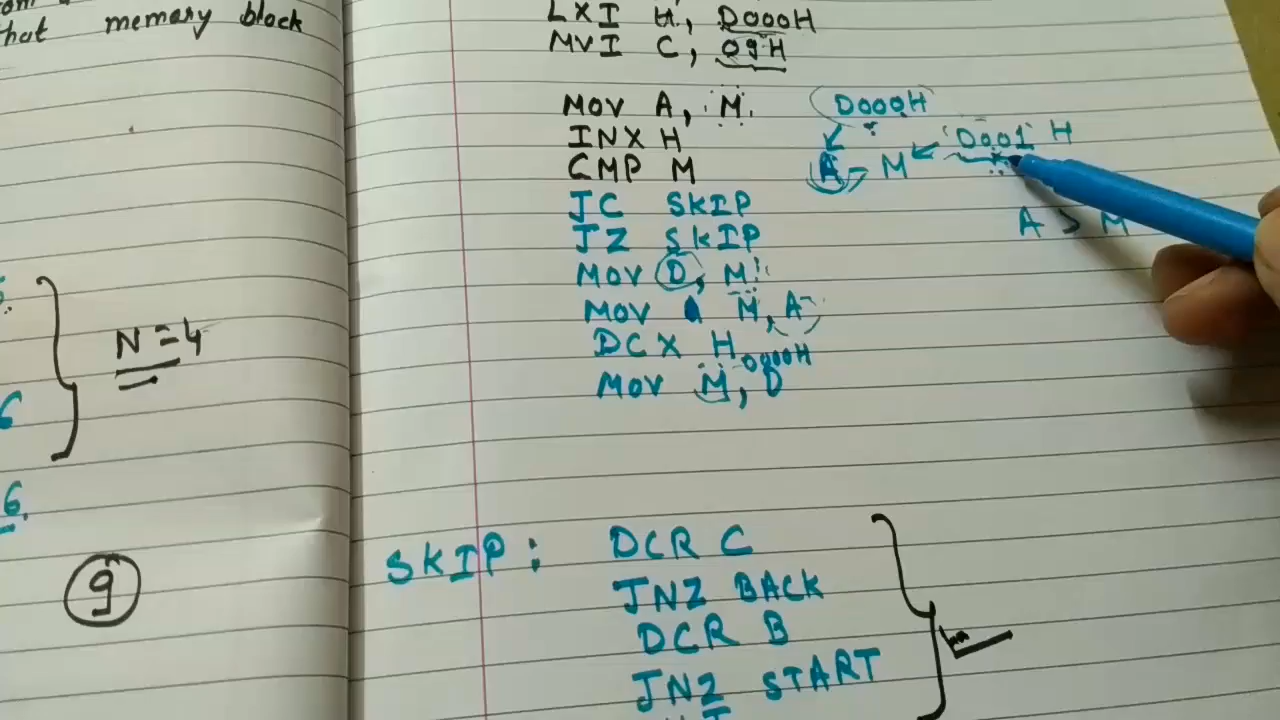 that memory block
LXI H, D000H
MVI C, 09H
MOV A, M
INX H
CMP M
JC SKIP
JZ SKIP
MOV D, M
MOV M, A
DCX H
MOV M, D
D000H
D001 H
A - M
A > M
D000H
N = 4
6
6.
9
SKIP: DCR C
JNZ BACK
DCR B
JNZ START